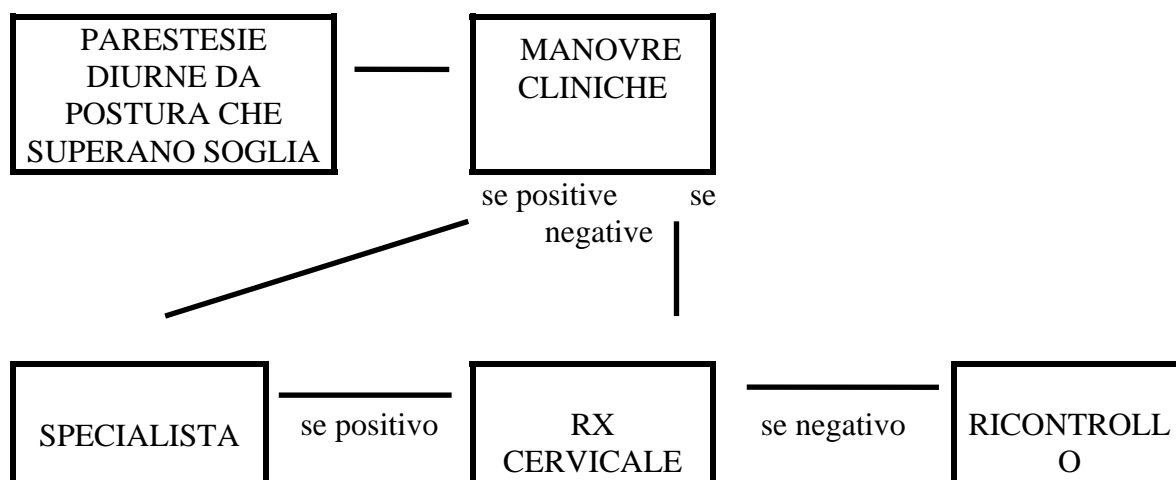 PARESTESIE
DIURNE DA
POSTURA CHE
SUPERANO SOGLIA
MANOVRE
CLINICHE
se positive se
negative
SPECIALISTA
se positivo
RX
CERVICALE
se negativo
RICONTROLL
O